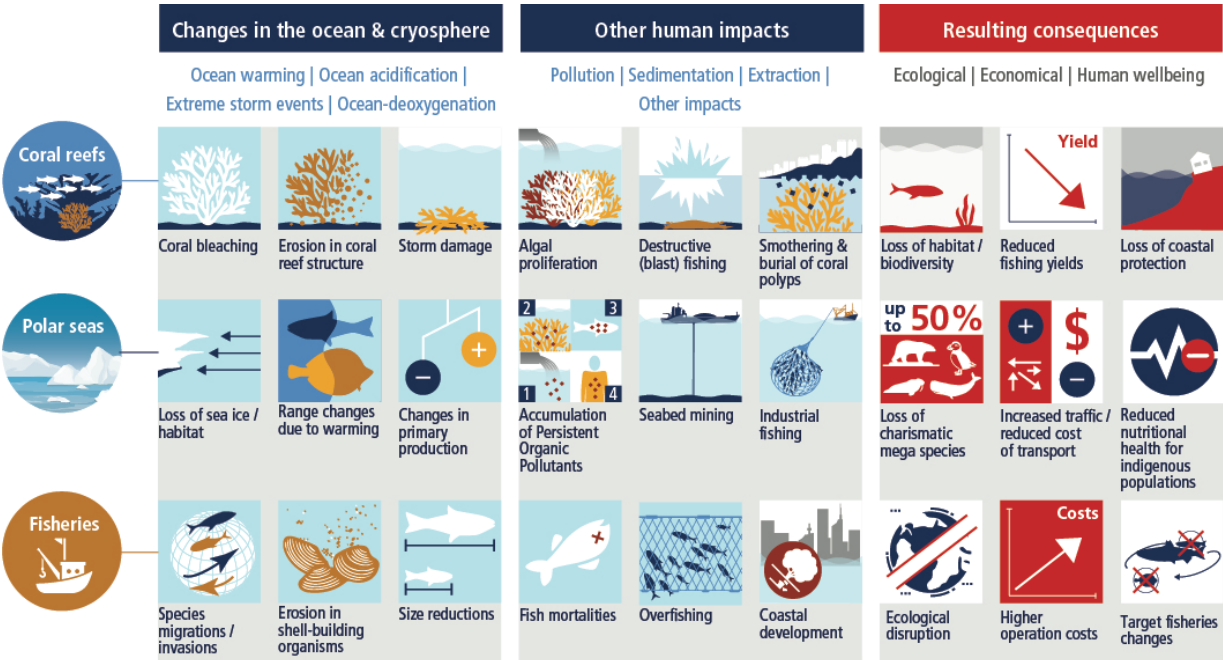 Changes in the ocean & cryosphere
Other human impacts
Resulting consequences
Ocean warming | Ocean acidification |
Extreme storm events | Ocean-deoxygenation
Pollution | Sedimentation | Extraction |
Other impacts
Ecological | Economical | Human wellbeing
Coral reefs
Yield
Coral bleaching
Erosion in coral
reef structure
Storm damage
Algal
proliferation
Destructive
(blast) fishing
Smothering &
burial of coral
polyps
Loss of habitat /
biodiversity
Reduced
fishing yields
Loss of coastal
protection
Polar seas
2
3
1
4
up
to 50%
$
Loss of sea ice /
habitat
Range changes
due to warming
Changes in
primary
production
Accumulation
of Persistent
Organic
Pollutants
Seabed mining
Industrial
fishing
Loss of
charismatic
mega species
Increased traffic /
reduced cost
of transport
Reduced
nutritional
health for
indigenous
populations
Fisheries
Costs
Species
migrations /
invasions
Erosion in
shell-building
organisms
Size reductions
Fish mortalities
Overfishing
Coastal
development
Ecological
disruption
Higher
operation costs
Target fisheries
changes